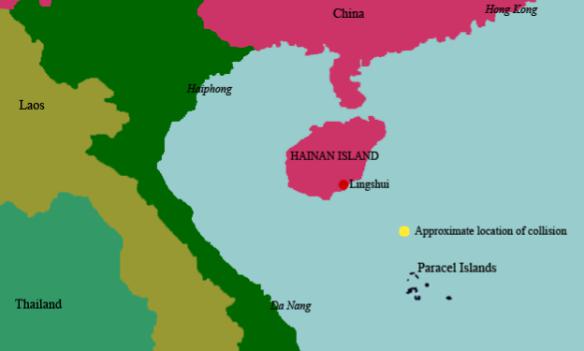 China
Hong Kong
Haiphong
Laos
HAINAN ISLAND
Lingshui
Approximate location of collision
Paracel Islands
Thailand
Da Nang